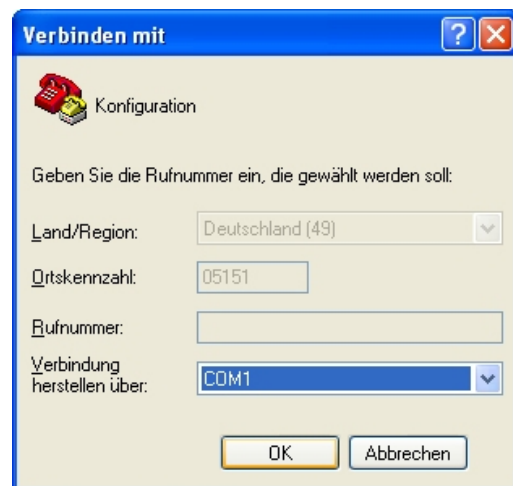 Verbinden mit
Konfiguration
Geben Sie die Rufnummer ein, die gewählt werden soll:
Land/Region: Deutschland (49)
Ortskennzahl: 05151
Rufnummer:
Verbindung
herstellen über: COM1
OK Abbrechen